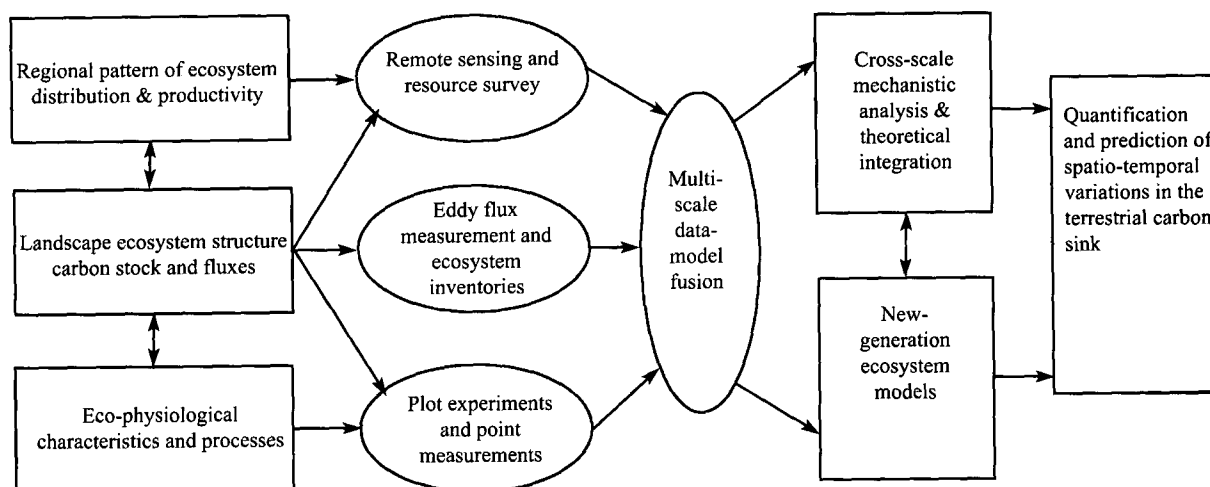 Regional pattern of ecosystem
distribution & productivity
Landscape ecosystem structure
carbon stock and fluxes
Eco-physiological
characteristics and processes
Remote sensing and
resource survey
Eddy flux
measurement and
ecosystem
inventories
Plot experiments
and point
measurements
Multi-
scale
data-
model
fusion
Cross-scale
mechanistic
analysis &
theoretical
integration
New-
generation
ecosystem
models
Quantification
and prediction of
spatio-temporal
variations in the
terrestrial carbon
sink